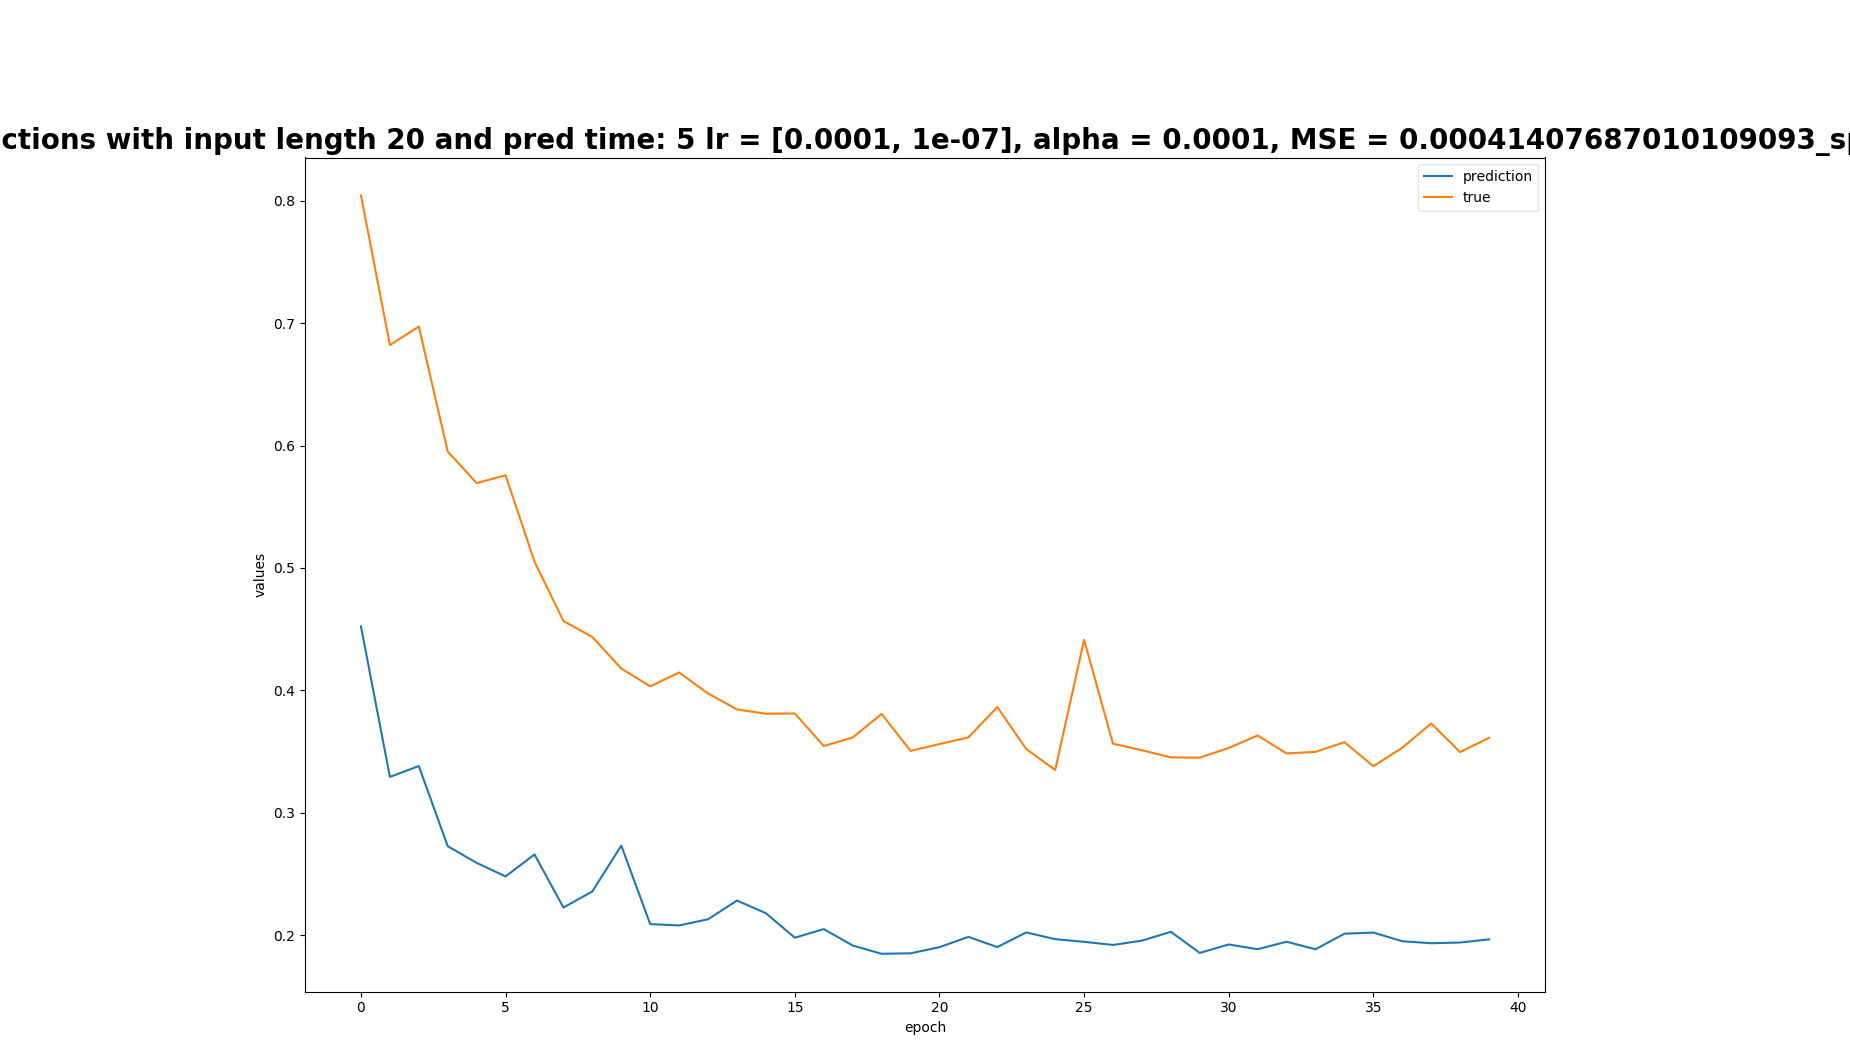 ctions with input length 20 and pred time: 5 lr = [0.0001, 1e-07], alpha = 0.0001, MSE = 0.00041407687010109093_sp
prediction
true
0.8
0.7
0.6
0.5
0.4
0.3
0.2
values
0 5 10 15 20 25 30 35 40
epoch